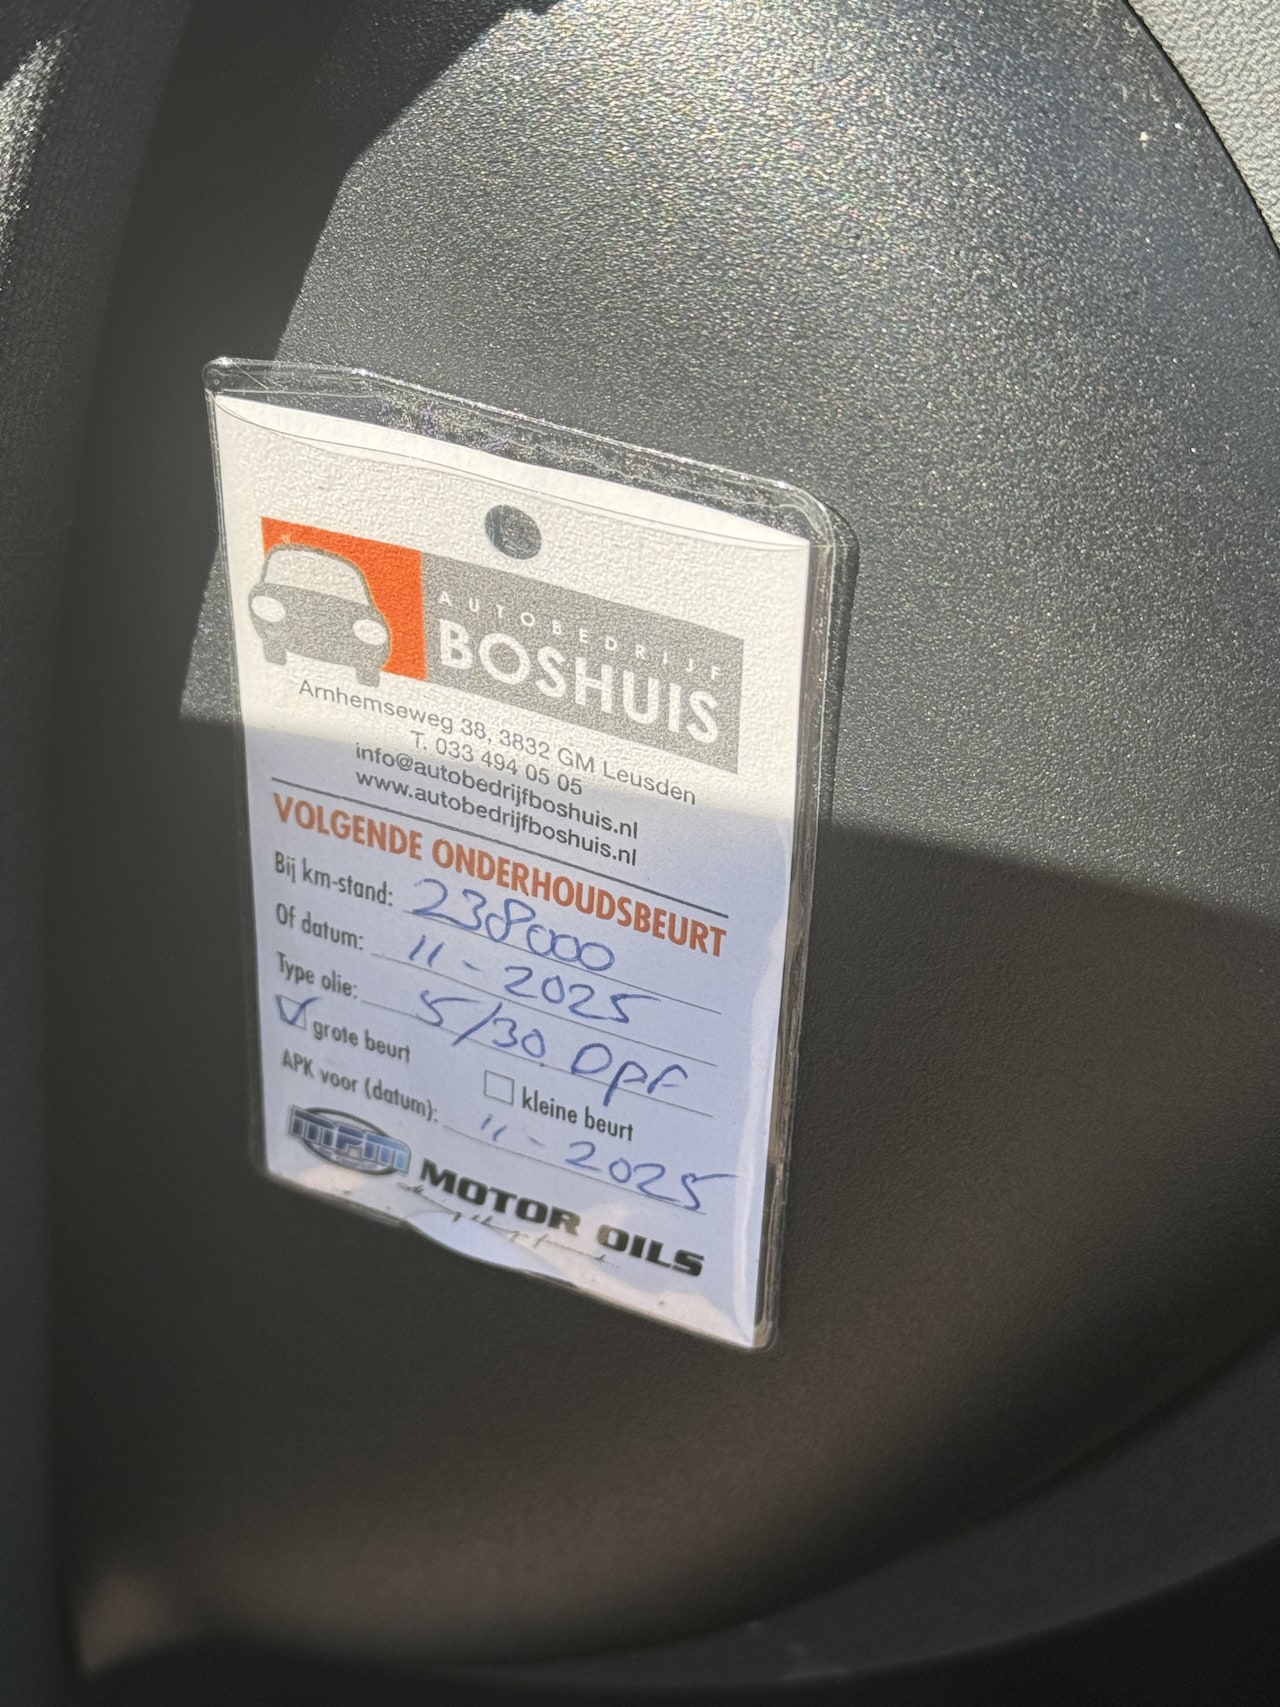 AUTOBEDRIJF
BOSHUIS
Arnhemseweg 38, 3832 GM Leusden
T. 033 494 05 05
info@autobedrijfboshuis.nl
www.autobedrijfboshuis.nl
VOLGENDE ONDERHOUDSBEURT
Bij km-stand: 238000
Of datum: 11-2025
Type olie: 5/30 DPF
grote beurt
kleine beurt
APK voor (datum): 11-2025
MPM MOTOR OILS